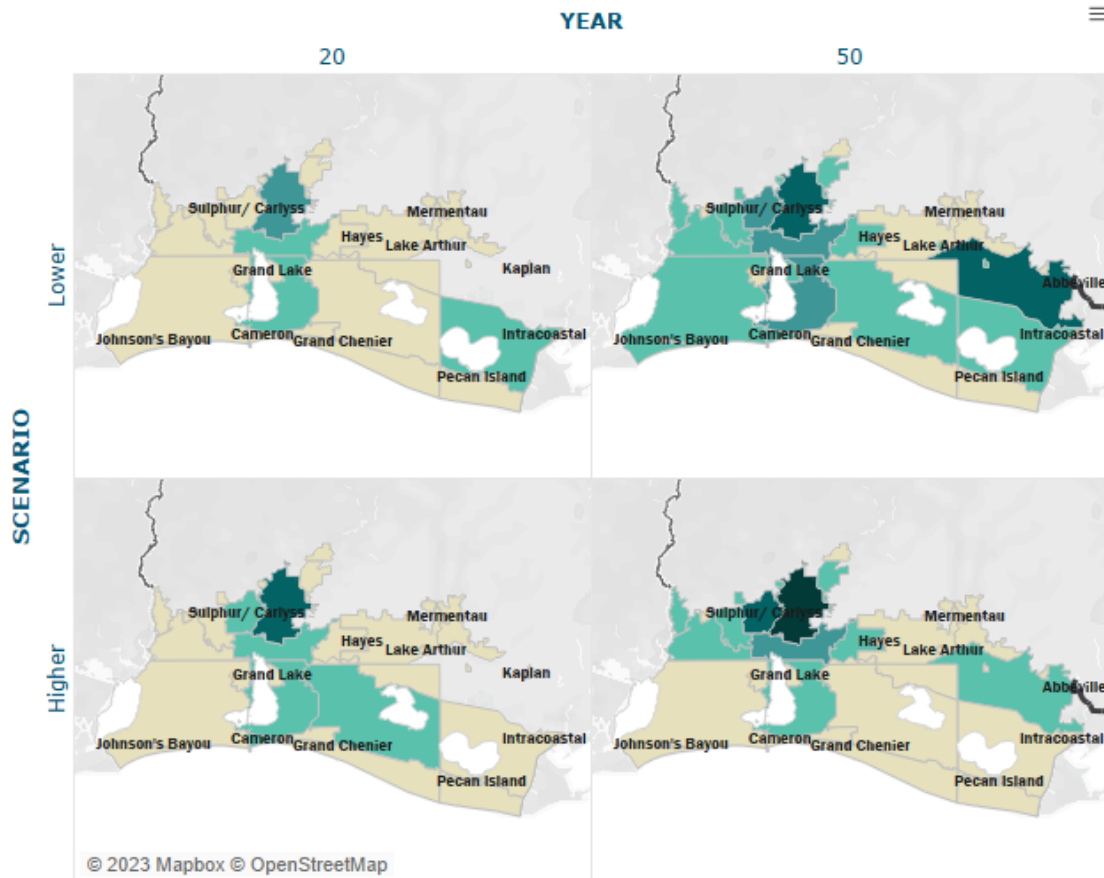 YEAR
20
50
SCENARIO
Lower
Sulphur/ Carlyss
Mermentau
Hayes
Lake Arthur
Kaplan
Grand Lake
Johnson's Bayou
Cameron
Grand Chenier
Intracoastal
Pecan Island
Sulphur/ Carlyss
Mermentau
Hayes
Lake Arthur
Abbeville
Grand Lake
Johnson's Bayou
Cameron
Grand Chenier
Intracoastal
Pecan Island
Higher
Sulphur/ Carlyss
Mermentau
Hayes
Lake Arthur
Kaplan
Grand Lake
Johnson's Bayou
Cameron
Grand Chenier
Intracoastal
Pecan Island
Sulphur/ Carlyss
Mermentau
Hayes
Lake Arthur
Abbeville
Grand Lake
Johnson's Bayou
Cameron
Grand Chenier
Intracoastal
Pecan Island
© 2023 Mapbox © OpenStreetMap